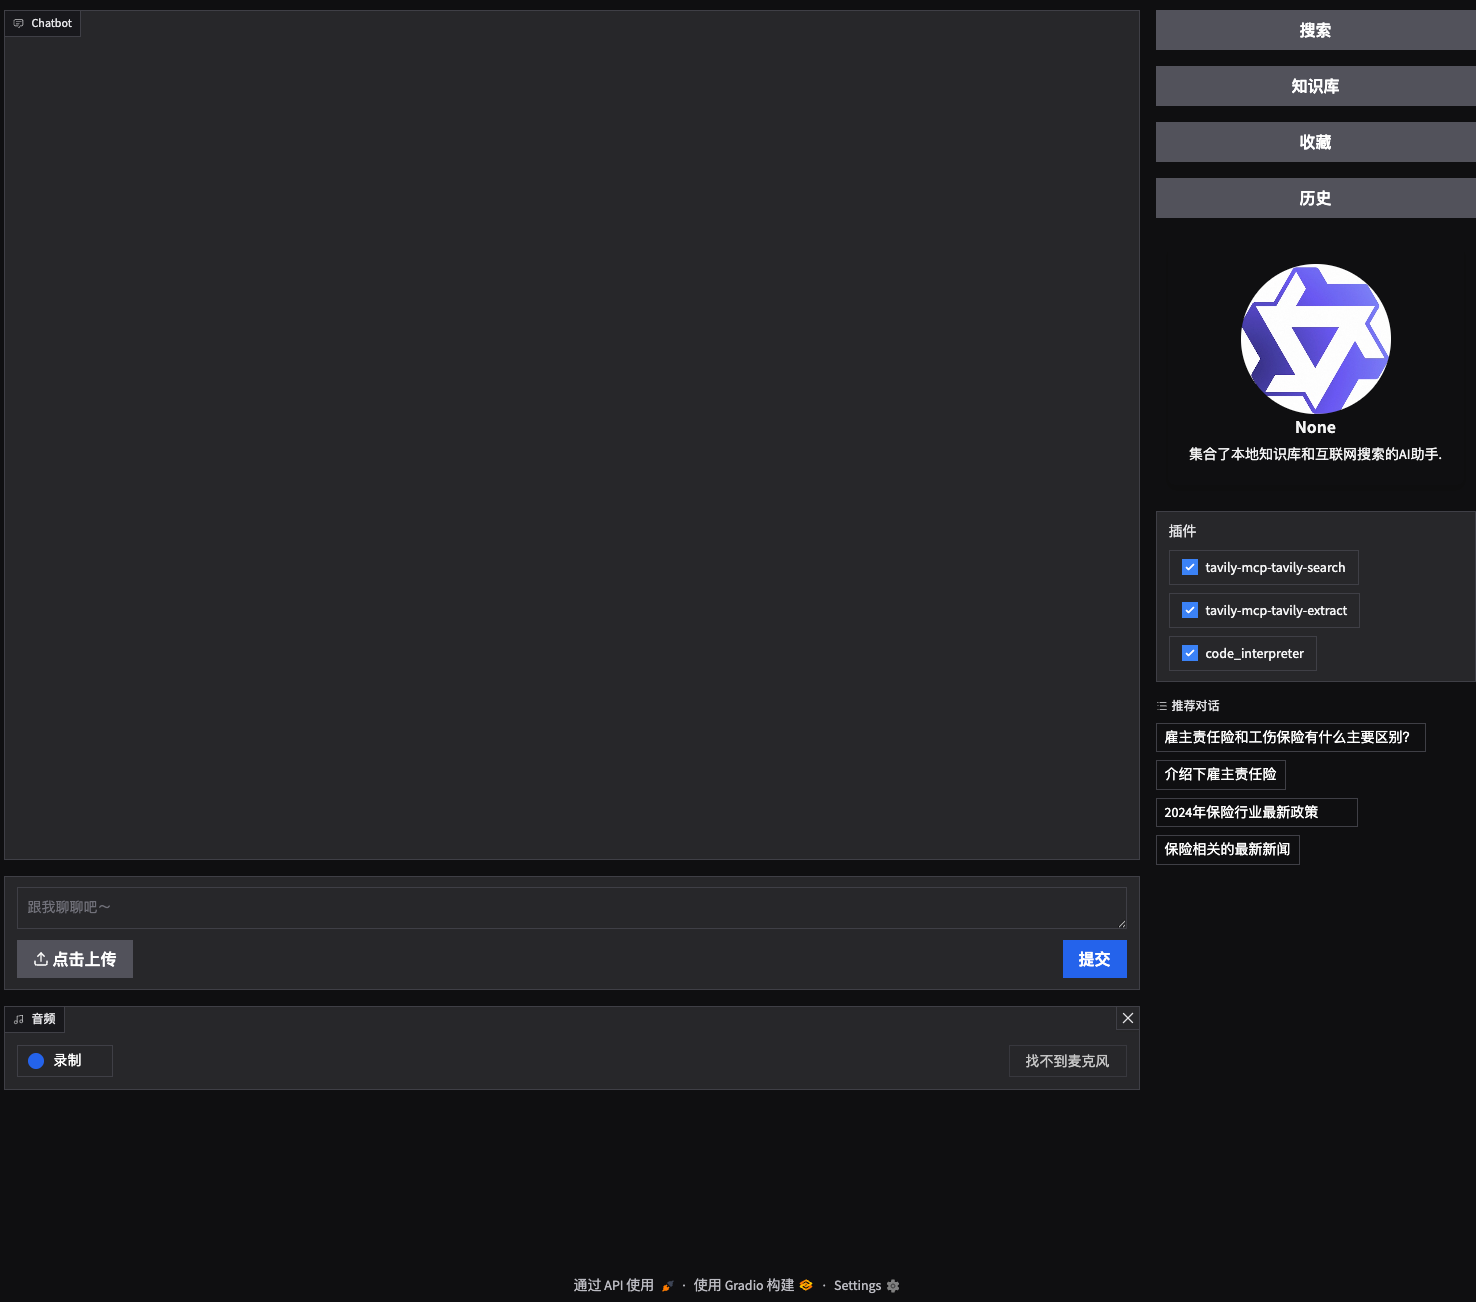 Chatbot
跟我聊聊吧～
点击上传
提交
音频
录制
找不到麦克风
搜索
知识库
收藏
历史
None
集合了本地知识库和互联网搜索的AI助手.
插件
tavily-mcp-tavily-search
tavily-mcp-tavily-extract
code_interpreter
推荐对话
雇主责任险和工伤保险有什么主要区别？
介绍下雇主责任险
2024年保险行业最新政策
保险相关的最新新闻
通过 API 使用 · 使用 Gradio 构建 · Settings